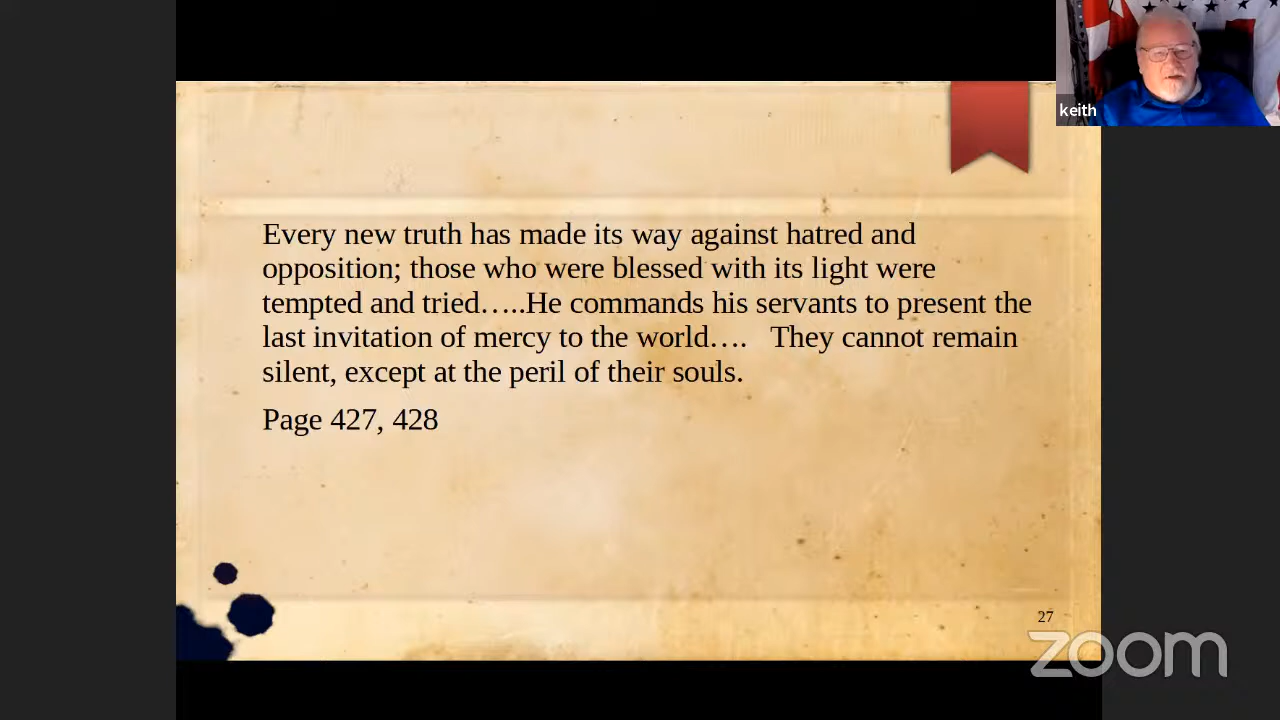 keith
Every new truth has made its way against hatred and
opposition; those who were blessed with its light were
tempted and tried…..He commands his servants to present the
last invitation of mercy to the world….   They cannot remain
silent, except at the peril of their souls.
Page 427, 428
27
zoom